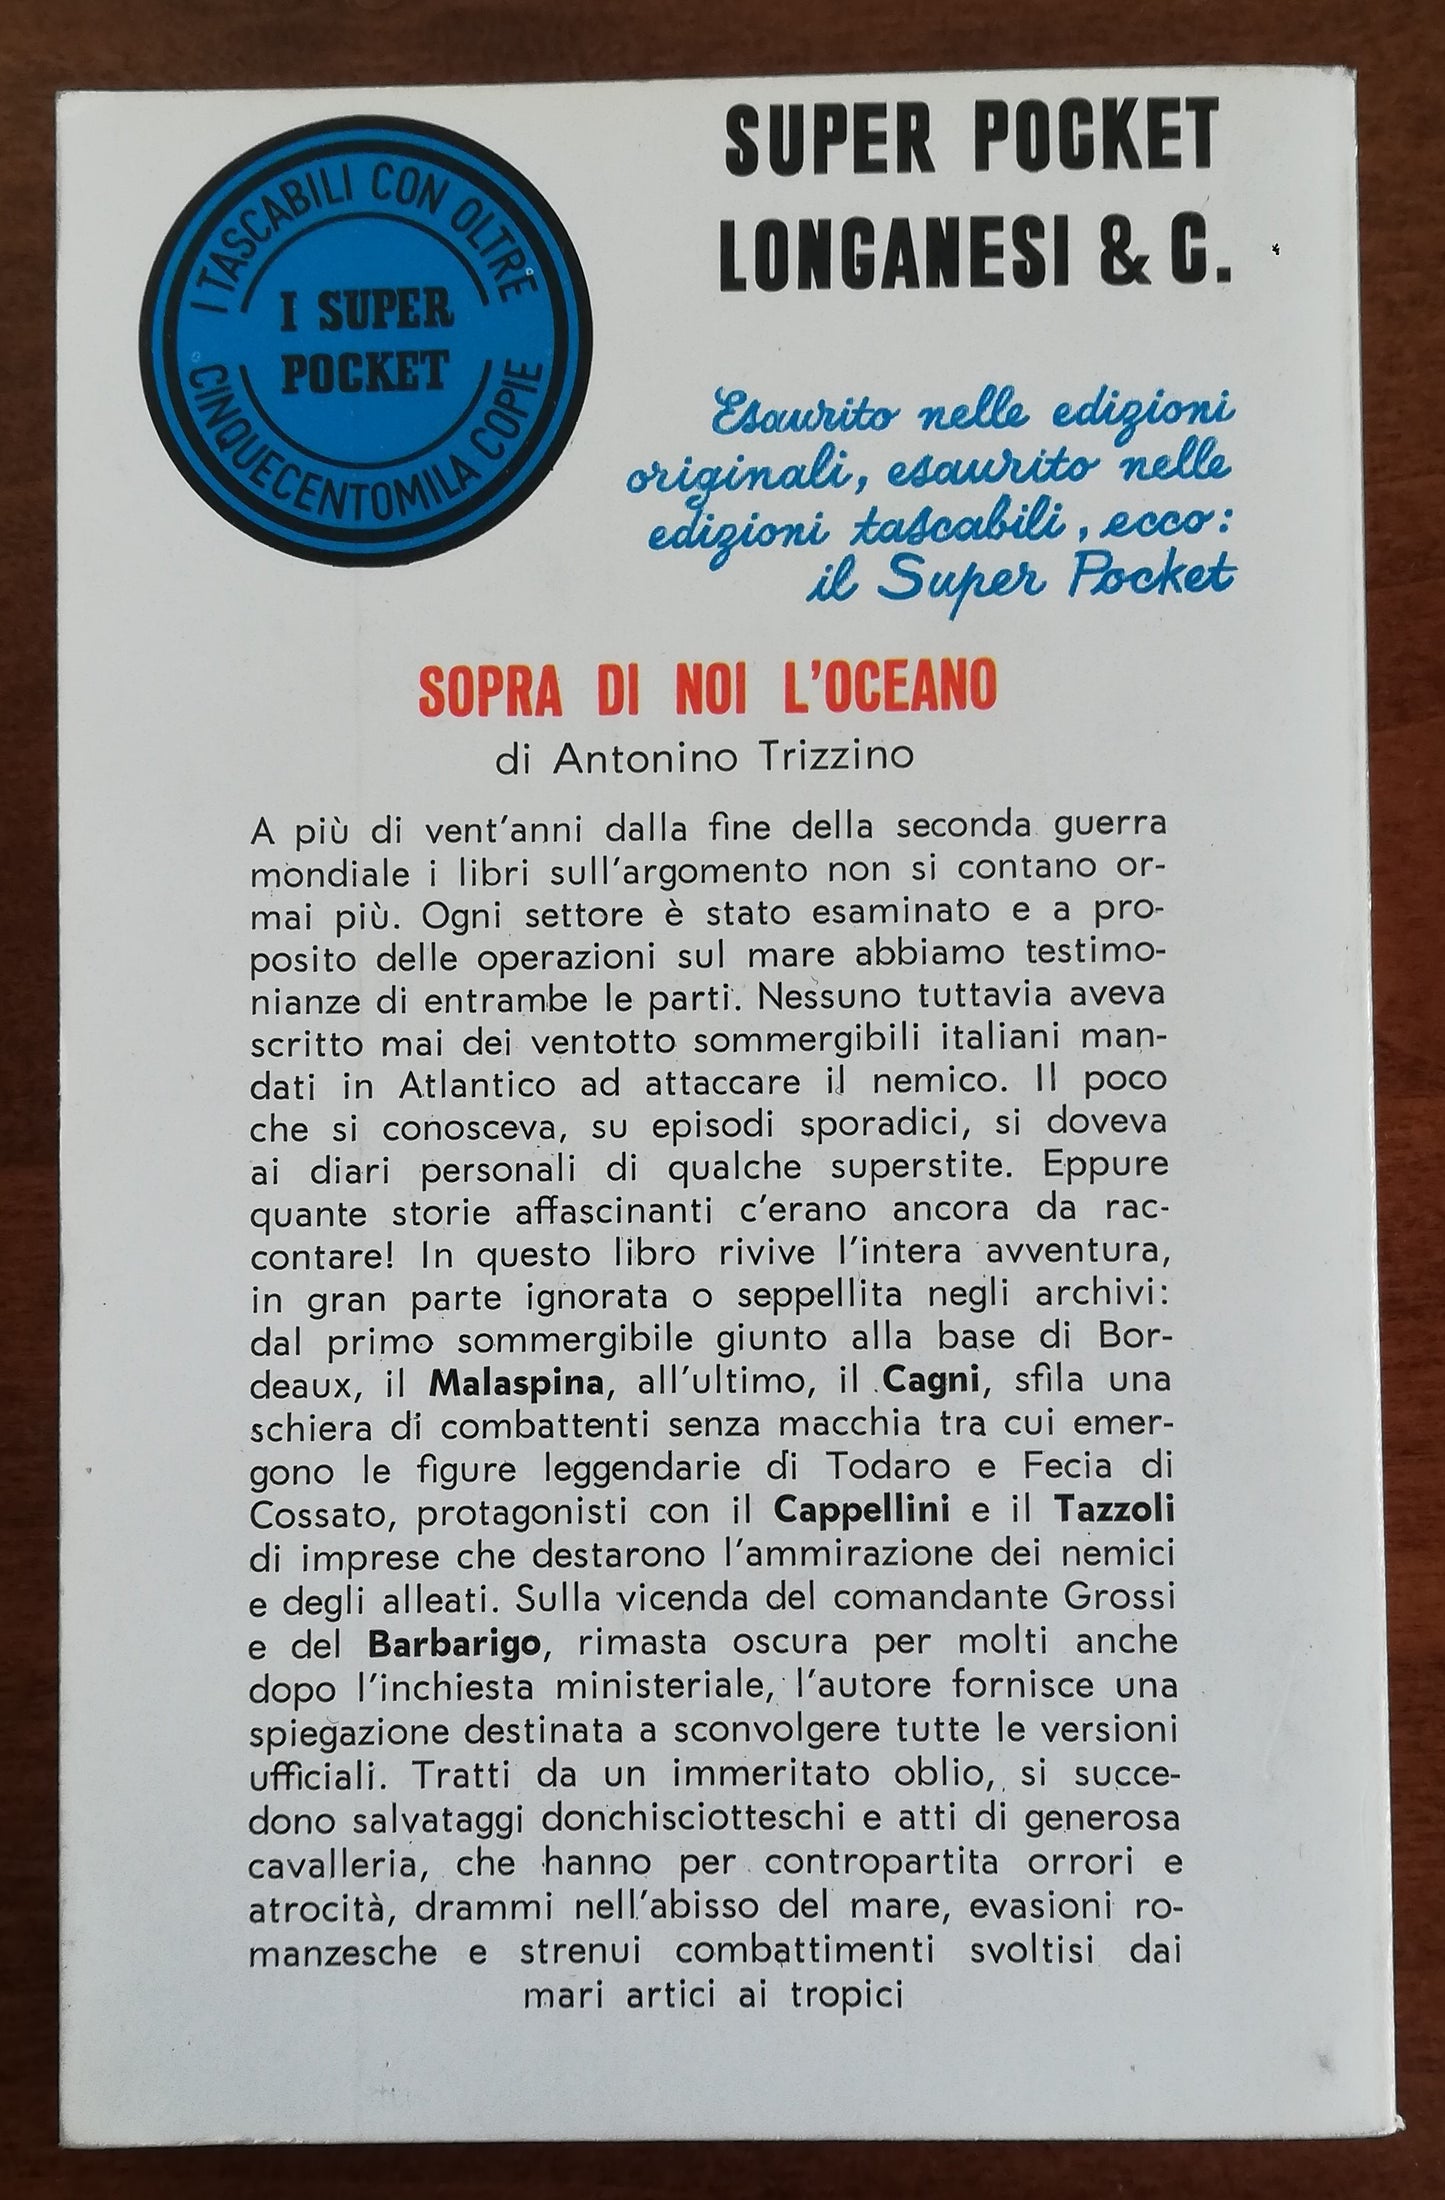 I TASCABILI CON OLTRE
I SUPER
POCKET
CINQUECENTOMILA COPIE
SUPER POCKET
LONGANESI & C.
Esaurito nelle edizioni
originali, esaurito nelle
edizioni tascabili, ecco:
il Super Pocket
SOPRA DI NOI L'OCEANO
di Antonino Trizzino
A più di vent'anni dalla fine della seconda guerra
mondiale i libri sull'argomento non si contano or-
mai più. Ogni settore è stato esaminato e a pro-
posito delle operazioni sul mare abbiamo testimo-
nianze di entrambe le parti. Nessuno tuttavia aveva
scritto mai dei ventotto sommergibili italiani man-
dati in Atlantico ad attaccare il nemico. Il poco
che si conosceva, su episodi sporadici, si doveva
ai diari personali di qualche superstite. Eppure
quante storie affascinanti c'erano ancora da rac-
contare! In questo libro rivive l'intera avventura,
in gran parte ignorata o seppellita negli archivi:
dal primo sommergibile giunto alla base di Bor-
deaux, il Malaspina, all'ultimo, il Cagni, sfila una
schiera di combattenti senza macchia tra cui emer-
gono le figure leggendarie di Todaro e Fecia di
Cossato, protagonisti con il Cappellini e il Tazzoli
di imprese che destarono l'ammirazione dei nemici
e degli alleati. Sulla vicenda del comandante Grossi
e del Barbarigo, rimasta oscura per molti anche
dopo l'inchiesta ministeriale, l'autore fornisce una
spiegazione destinata a sconvolgere tutte le versioni
ufficiali. Tratti da un immeritato oblio, si succe-
dono salvataggi donchisciotteschi e atti di generosa
cavalleria, che hanno per contropartita orrori e
atrocità, drammi nell'abisso del mare, evasioni ro-
manzesche e strenui combattimenti svoltisi dai
mari artici ai tropici